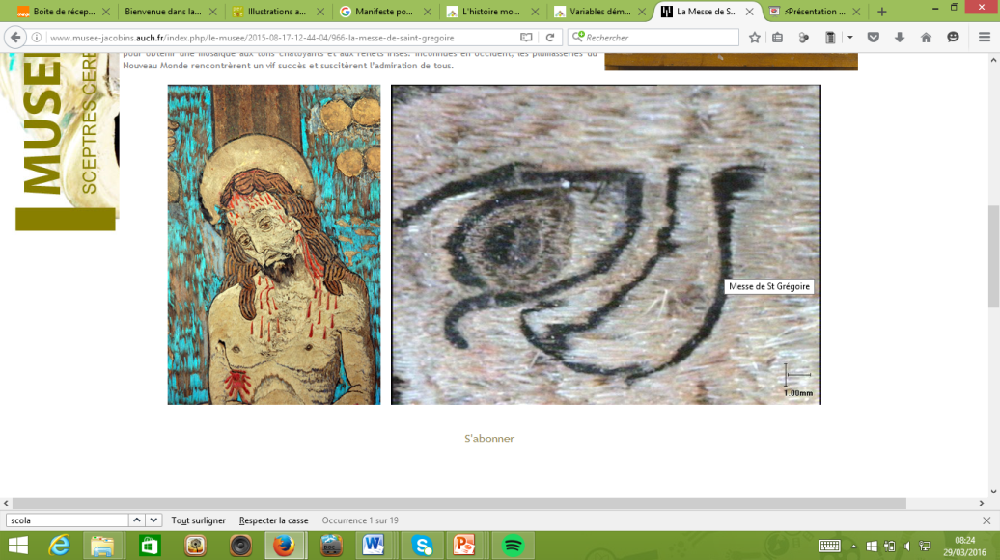 Boite de récep...
Bienvenue dans la...
Illustrations a...
Manifeste po...
L'histoire mo...
Variables dém...
La Messe de S...
Présentation ...
www.musee-jacobins.auch.fr/index.php/le-musee/2015-08-17-12-44-04/966-la-messe-de-saint-gregoire
Rechercher
pour obtenir une mosaïque aux tons chatoyants et aux reflets irisés. Inconnues en occident, les plumasseries du
Nouveau Monde rencontrèrent un vif succès et suscitèrent l'admiration de tous.
MUSEE
SCEPTRES CERE
Messe de St Grégoire
1.00mm
S'abonner
scola
Tout surligner
Respecter la casse
Occurrence 1 sur 19
08:24
29/03/2016